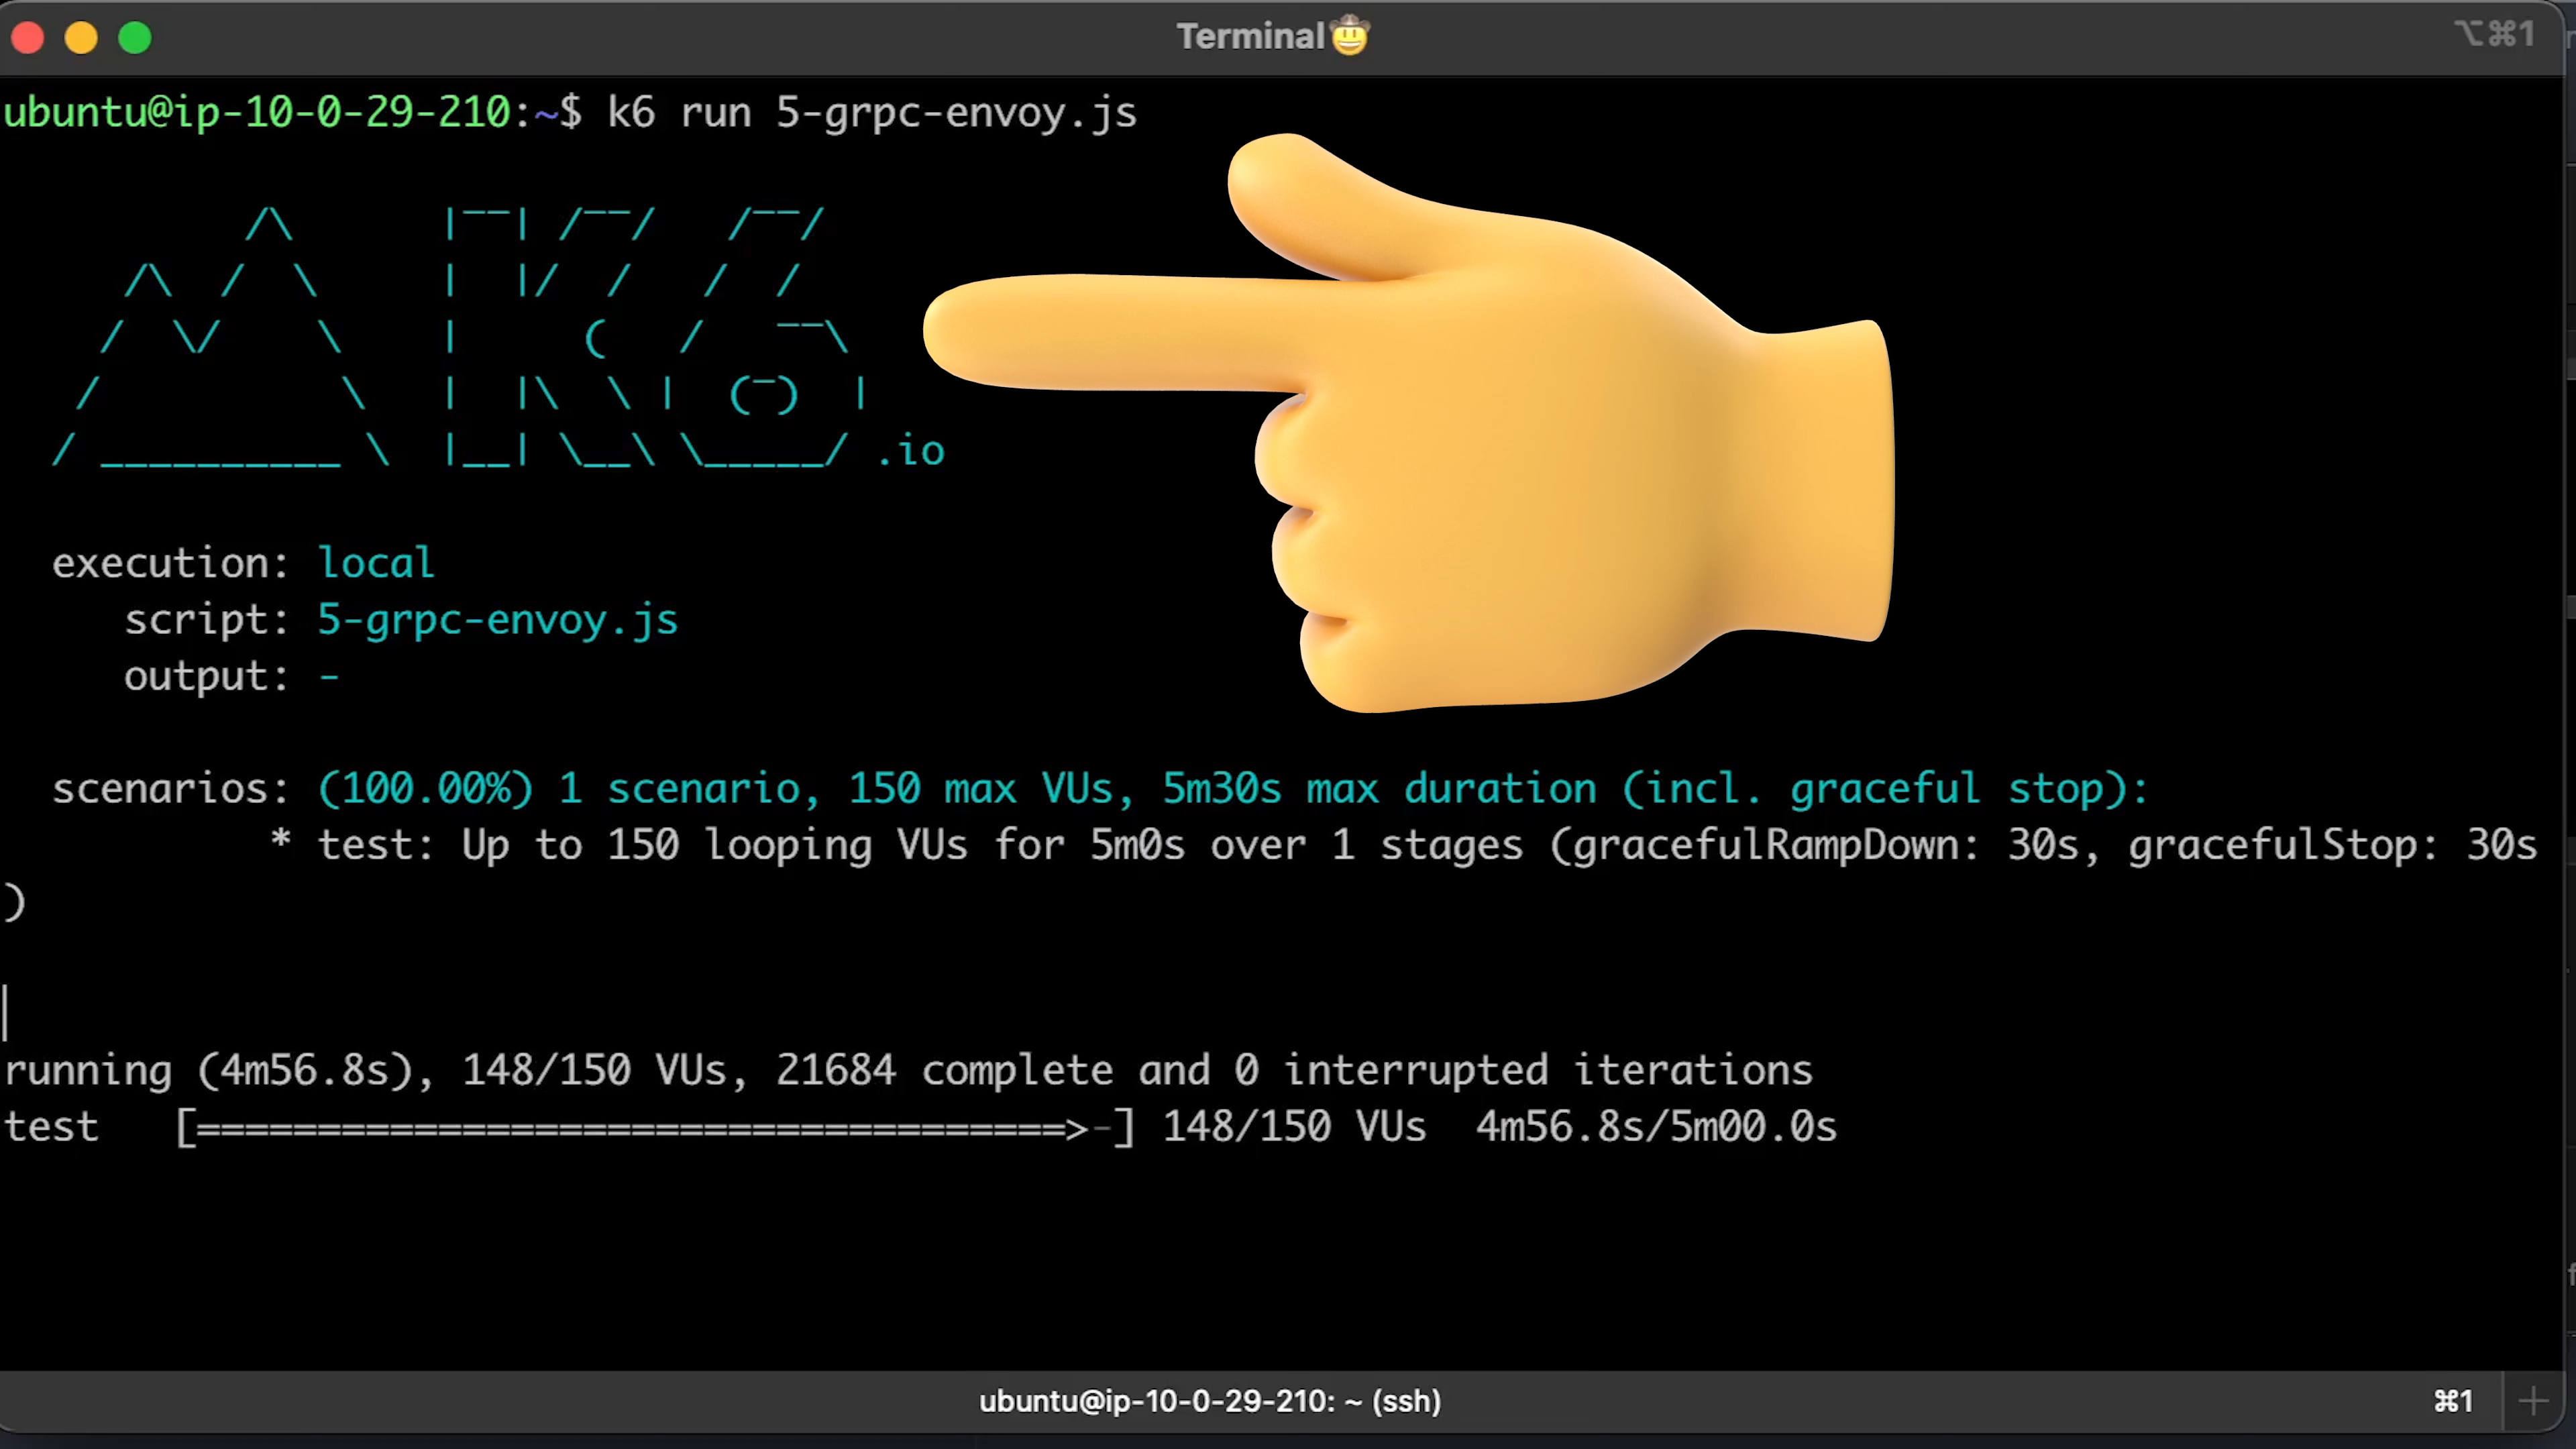 Terminal🤠
⌥⌘1
ubuntu@ip-10-0-29-210:~$ k6 run 5-grpc-envoy.js
          /\      |‾‾| /‾‾/   /‾‾/
     /\  /  \     |  |/  /   /  /
    /  \/    \    |     (   /   ‾‾\
   /          \   |  |\  \ |  (‾)  |
  / __________ \  |__| \__\ \_____/ .io
execution: local
script: 5-grpc-envoy.js
output: -
scenarios: (100.00%) 1 scenario, 150 max VUs, 5m30s max duration (incl. graceful stop):
* test: Up to 150 looping VUs for 5m0s over 1 stages (gracefulRampDown: 30s, gracefulStop: 30s
)
running (4m56.8s), 148/150 VUs, 21684 complete and 0 interrupted iterations
test   [====================================>-] 148/150 VUs  4m56.8s/5m00.0s
ubuntu@ip-10-0-29-210: ~ (ssh)
⌘1